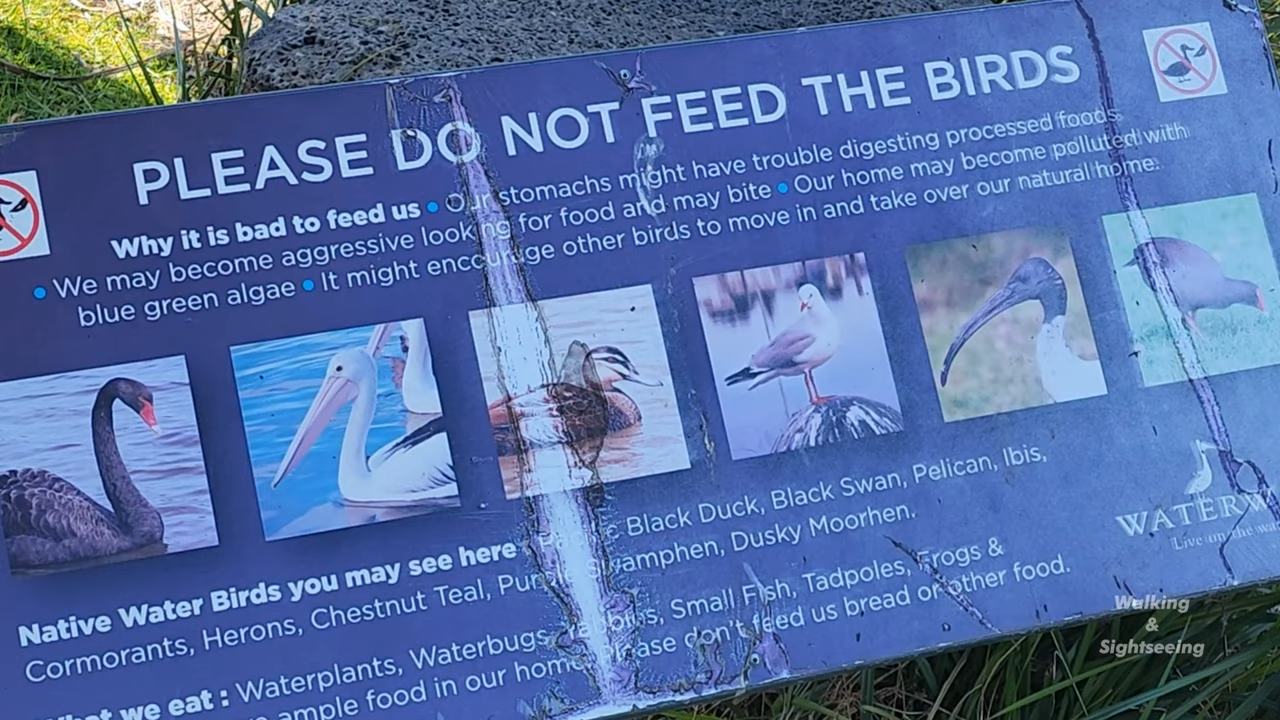 PLEASE DO NOT FEED THE BIRDS
Why it is bad to feed us • Our stomachs might have trouble digesting processed foods.
• We may become aggressive looking for food and may bite • Our home may become polluted with
blue green algae • It might encourage other birds to move in and take over our natural home.
Native Water Birds you may see here Black Duck, Black Swan, Pelican, Ibis,
Cormorants, Herons, Chestnut Teal, Dusky Moorhen.
What we eat : Waterplants, Waterbugs, Small Fish, Tadpoles, Frogs &
ample food in our home. Please don't feed us bread or other food.
WATERW
Live on the wat
Walking
&
Sightseeing